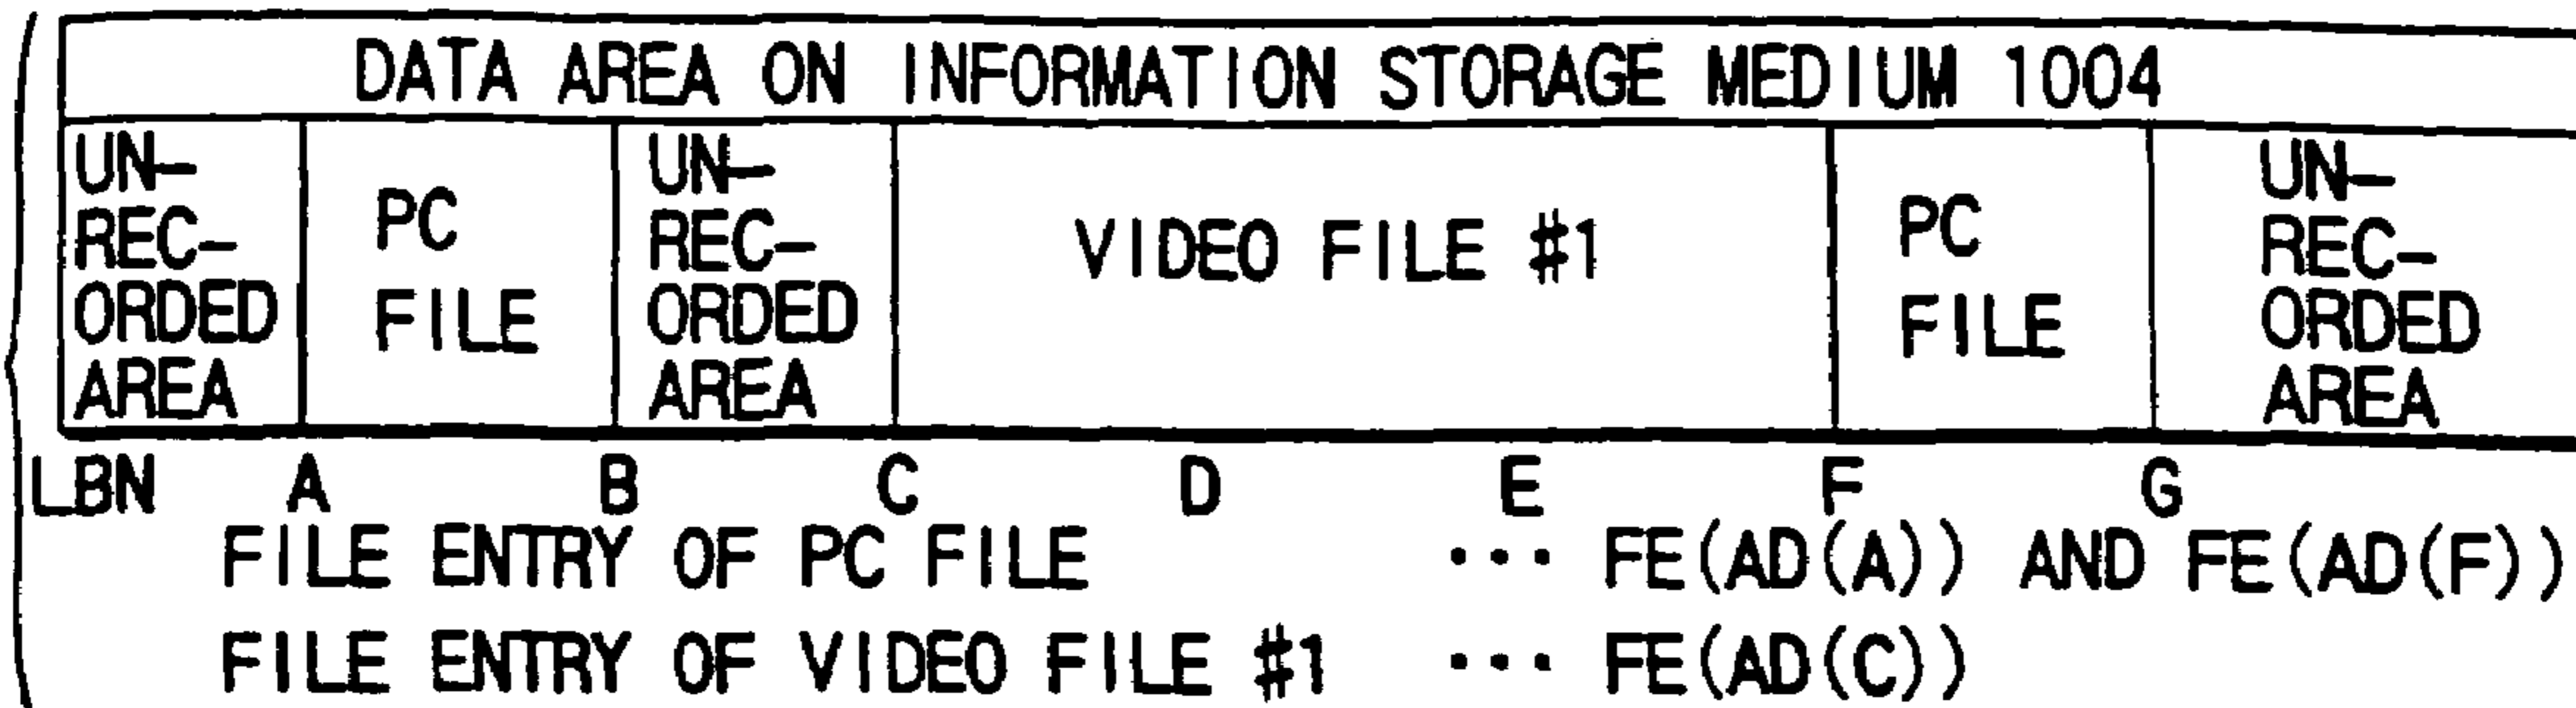 DATA AREA ON INFORMATION STORAGE MEDIUM 1004
UN-
REC-
ORDED
AREA
PC
FILE
UN-
REC-
ORDED
AREA
VIDEO FILE #1
PC
FILE
UN-
REC-
ORDED
AREA
LBN A B C D E F G
FILE ENTRY OF PC FILE ... FE(AD(A)) AND FE(AD(F))
FILE ENTRY OF VIDEO FILE #1 ... FE(AD(C))